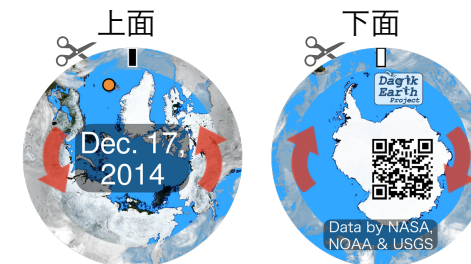 上面
下面
Dec. 17,
2014
Dagik
Earth
Project
Data by NASA,
NOAA & USGS